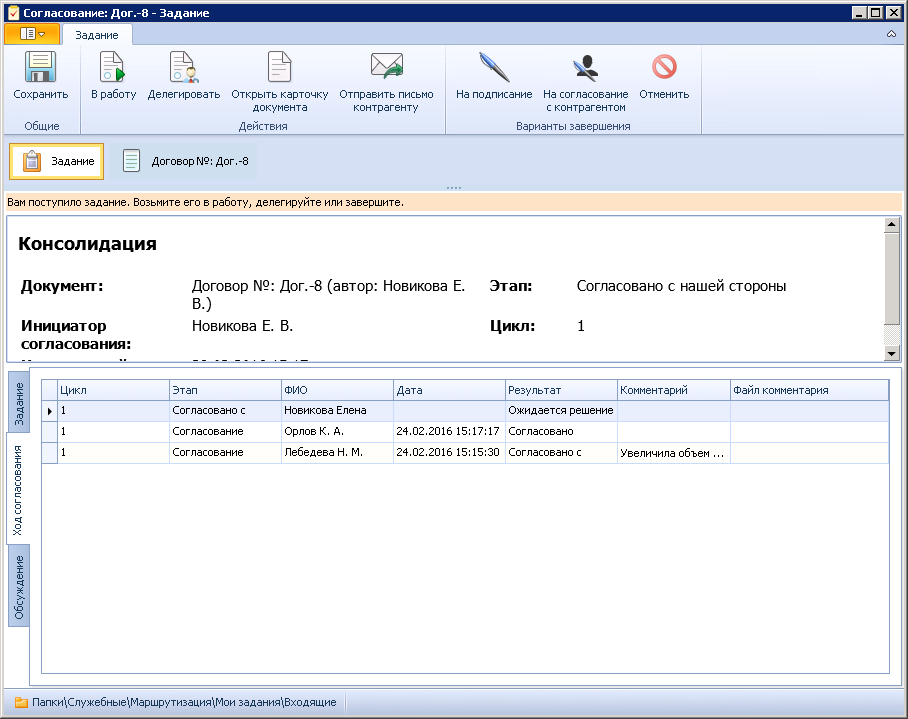 Согласование: Дог.-8 - Задание
Задание
Сохранить
В работу
Делегировать
Открыть карточку
документа
Отправить письмо
контрагенту
На подписание
На согласование
с контрагентом
Отменить
Общие
Действия
Варианты завершения
Задание
Договор №: Дог.-8
Вам поступило задание. Возьмите его в работу, делегируйте или завершите.
Консолидация
Документ: Договор №: Дог.-8 (автор: Новикова Е. Этап: Согласовано с нашей стороны
В.)
Инициатор Новикова Е. В. Цикл: 1
согласования:
Задание
Ход согласования
Обсуждение
Цикл Этап ФИО Дата Результат Комментарий Файл комментария
1 Согласовано с Новикова Елена Ожидается решение
1 Согласование Орлов К. А. 24.02.2016 15:17:17 Согласовано
1 Согласование Лебедева Н. М. 24.02.2016 15:15:30 Согласовано с Увеличила объем ...
Папки\Служебные\Маршрутизация\Мои задания\Входящие